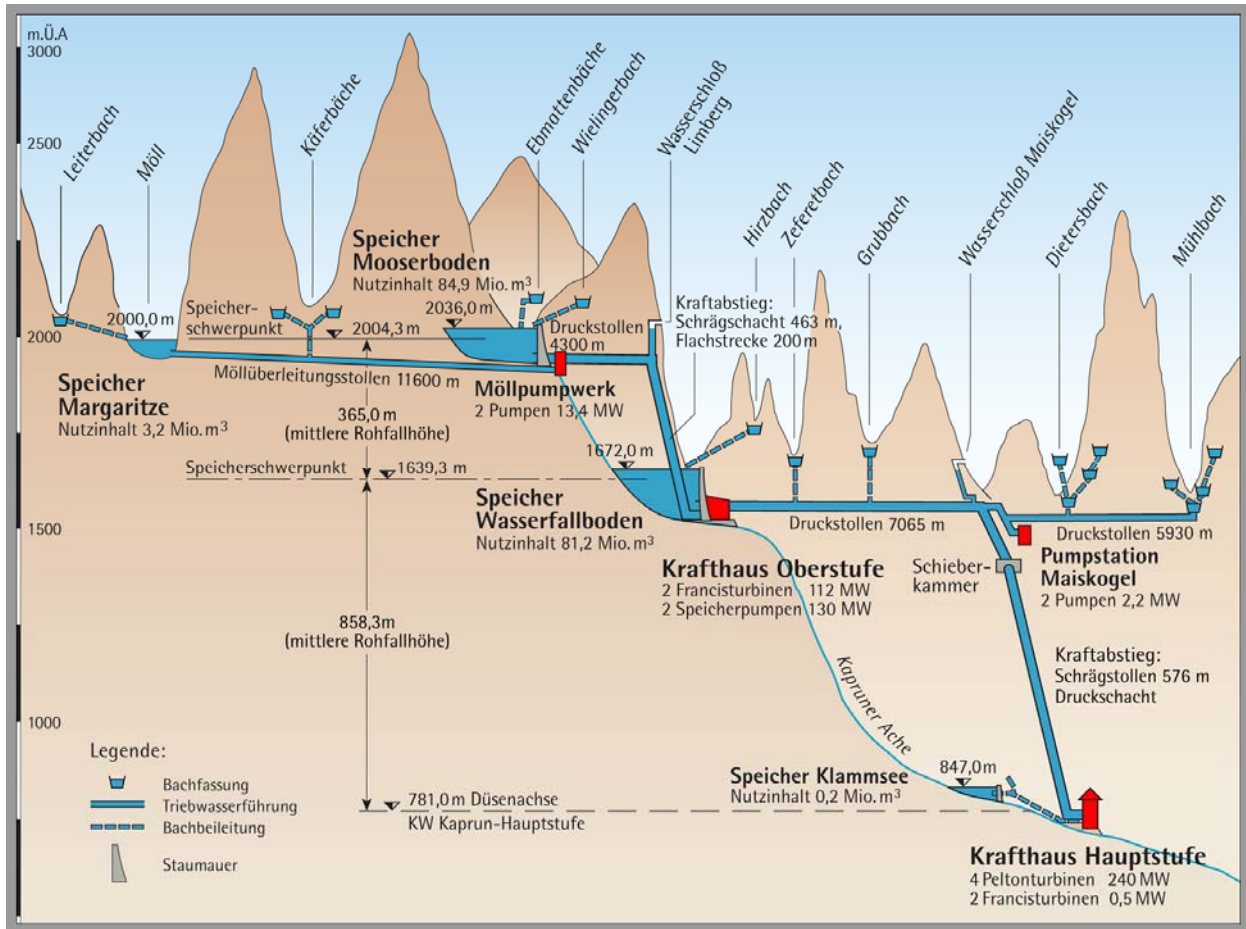 m.Ü.A
3000
2500
2000
1500
1000
Leiterbach
Möll
Käferbäche
Ebmattenbäche
Wielingerbach
Wasserschloß
Limberg
Hirzbach
Zeferetbach
Grubbach
Wasserschloß Maiskogel
Dietersbach
Mühlbach
Speicher
Mooserboden
Nutzinhalt 84,9 Mio. m³
2000,0 m
Speicher-
schwerpunkt
2004,3 m
2036,0 m
Druckstollen
4300 m
Kraftabstieg:
Schrägschacht 463 m,
Flachstrecke 200 m
Möllüberleitungsstollen 11600 m
Speicher
Margaritze
Nutzinhalt 3,2 Mio. m³
Möllpumpwerk
2 Pumpen 13,4 MW
365,0 m
(mittlere Rohfallhöhe)
Speicherschwerpunkt
1639,3 m
1672,0 m
Speicher
Wasserfallboden
Nutzinhalt 81,2 Mio. m³
Druckstollen 7065 m
Druckstollen 5930 m
Krafthaus Oberstufe
2 Francisturbinen 112 MW
2 Speicherpumpen 130 MW
Schieber-
kammer
Pumpstation
Maiskogel
2 Pumpen 2,2 MW
858,3m
(mittlere Rohfallhöhe)
Kraftabstieg:
Schrägstollen 576 m
Druckschacht
Kapruner Ache
Speicher Klammsee
Nutzinhalt 0,2 Mio. m³
847,0m
781,0 m Düsenachse
KW Kaprun-Hauptstufe
Krafthaus Hauptstufe
4 Peltonturbinen 240 MW
2 Francisturbinen 0,5 MW
Legende:
Bachfassung
Triebwasserführung
Bachbeileitung
Staumauer